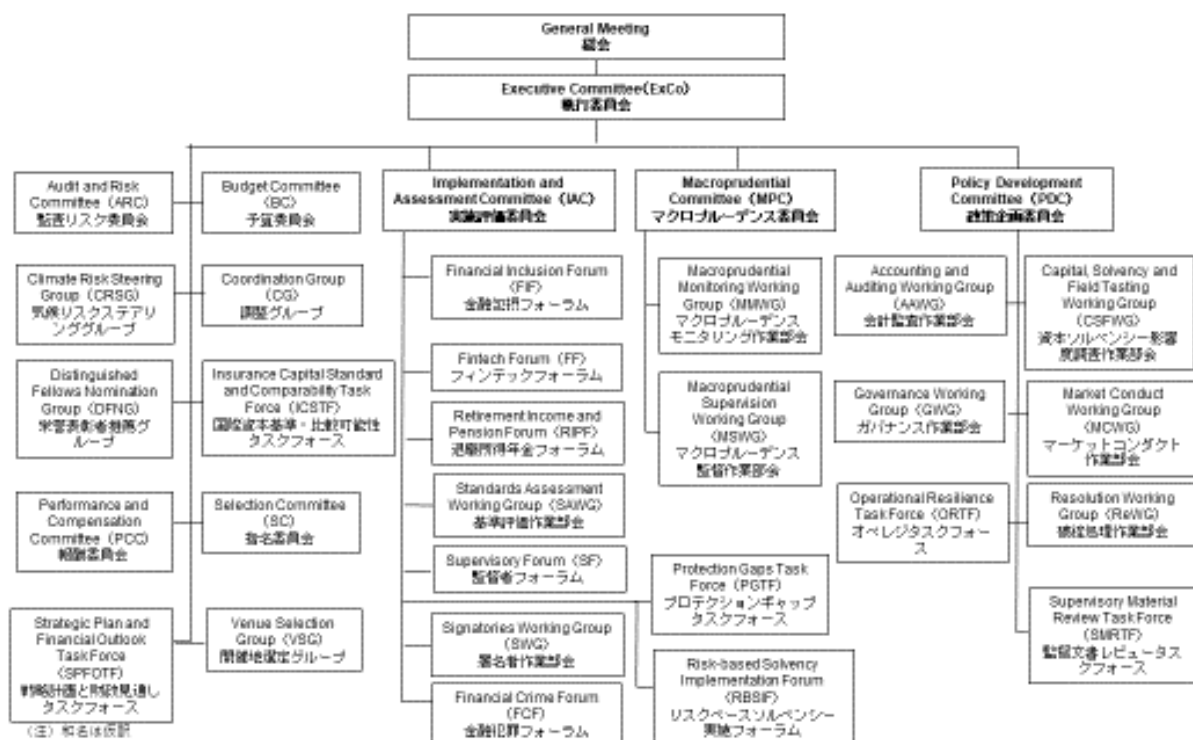 General Meeting
総会
Executive Committee(ExCo)
執行委員会
Audit and Risk
Committee (ARC)
監査リスク委員会
Budget Committee
(BC)
予算委員会
Implementation and
Assessment Committee (IAC)
実施評価委員会
Macroprudential
Committee (MPC)
マクロプルーデンス委員会
Policy Development
Committee (PDC)
政策企画委員会
Climate Risk Steering
Group (CRSG)
気候リスクステアリ
ンググループ
Coordination Group
(CG)
調整グループ
Financial Inclusion Forum
(FIF)
金融包摂フォーラム
Macroprudential
Monitoring Working
Group (MMWG)
マクロプルーデンス
モニタリング作業部会
Accounting and
Auditing Working Group
(AAWG)
会計監査作業部会
Capital, Solvency and
Field Testing
Working Group
(CSFWG)
資本ソルベンシー影響
度調査作業部会
Distinguished
Fellows Nomination
Group (DFNG)
栄誉表彰者推薦グ
ループ
Insurance Capital Standard
and Comparability Task
Force (ICSTF)
国際資本基準・比較可能性
タスクフォース
Fintech Forum (FF)
フィンテックフォーラム
Retirement Income and
Pension Forum (RIPF)
退職所得年金フォーラム
Macroprudential
Supervision Working
Group (MSWG)
マクロプルーデンス
監督作業部会
Governance Working
Group (GWG)
ガバナンス作業部会
Market Conduct
Working Group
(MCWG)
マーケットコンダクト
作業部会
Performance and
Compensation
Committee (PCC)
報酬委員会
Selection Committee
(SC)
指名委員会
Standards Assessment
Working Group (SAWG)
基準評価作業部会
Operational Resilience
Task Force (ORTF)
オペレジタスクフォー
ス
Resolution Working
Group (ReWG)
破綻処理作業部会
Supervisory Forum (SF)
監督者フォーラム
Protection Gaps Task
Force (PGTF)
プロテクションギャップ
タスクフォース
Strategic Plan and
Financial Outlook
Task Force
(SPFOTF)
戦略計画と財政見通し
タスクフォース
Venue Selection
Group (VSG)
開催地選定グループ
Signatories Working Group
(SWG)
署名者作業部会
Supervisory Material
Review Task Force
(SMRTF)
監督文書レビュータス
クフォース
Financial Crime Forum
(FCF)
金融犯罪フォーラム
Risk-based Solvency
Implementation Forum
(RBSIF)
リスクベースソルベンシー
実施フォーラム
(注) 和名は仮訳